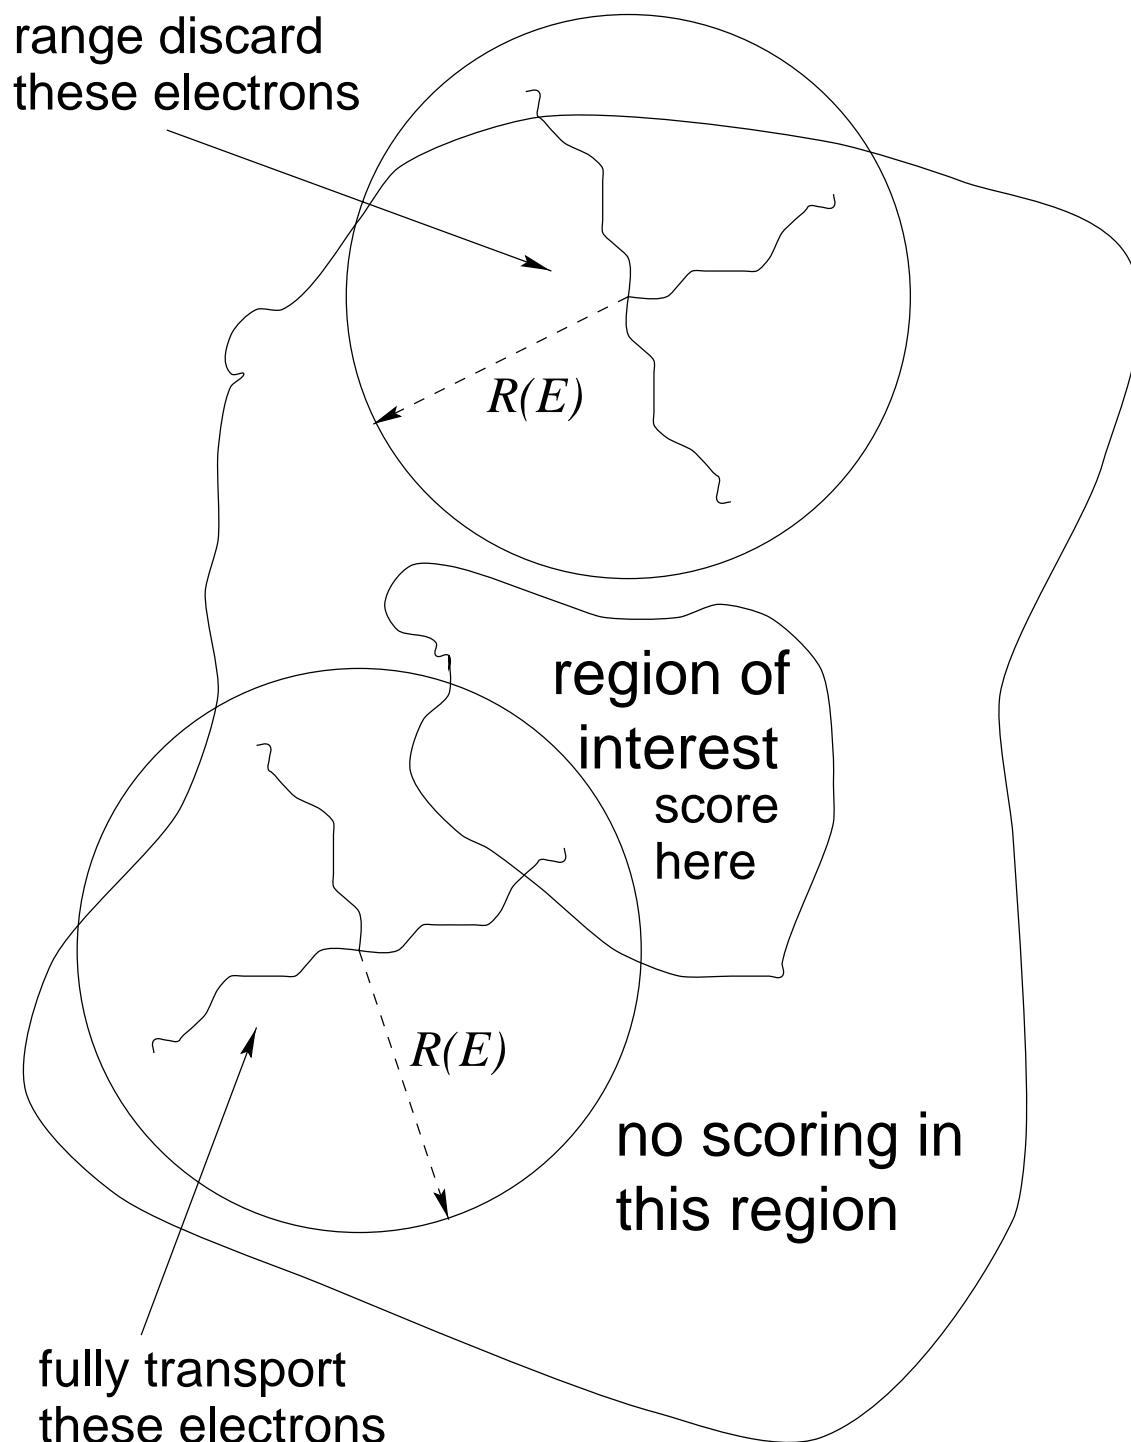 range discard
these electrons
R(E)
region of
interest
score
here
R(E)
no scoring in
this region
fully transport
these electrons